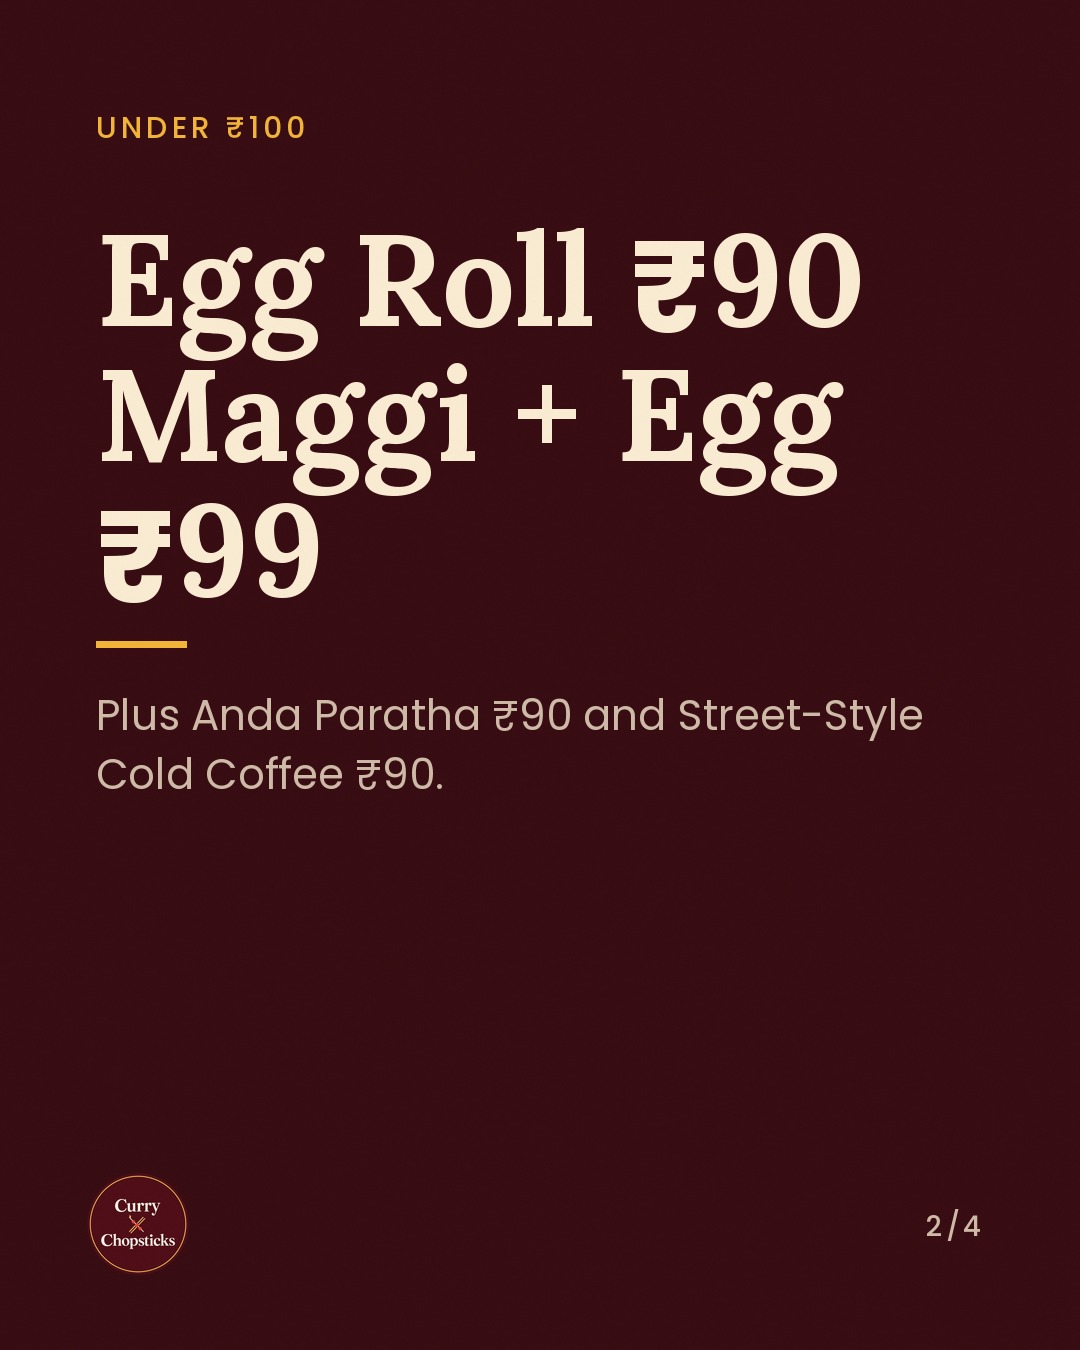 UNDER ₹100
Egg Roll ₹90
Maggi + Egg
₹99
Plus Anda Paratha ₹90 and Street-Style
Cold Coffee ₹90.
Curry
Chopsticks
2/4